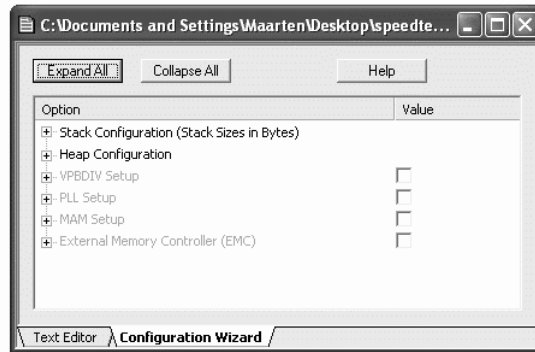 C:\Documents and Settings\Maarten\Desktop\speedte...
Expand All
Collapse All
Help
Option
Value
Stack Configuration (Stack Sizes in Bytes)
Heap Configuration
VPBDIV Setup
PLL Setup
MAM Setup
External Memory Controller (EMC)
Text Editor
Configuration Wizard